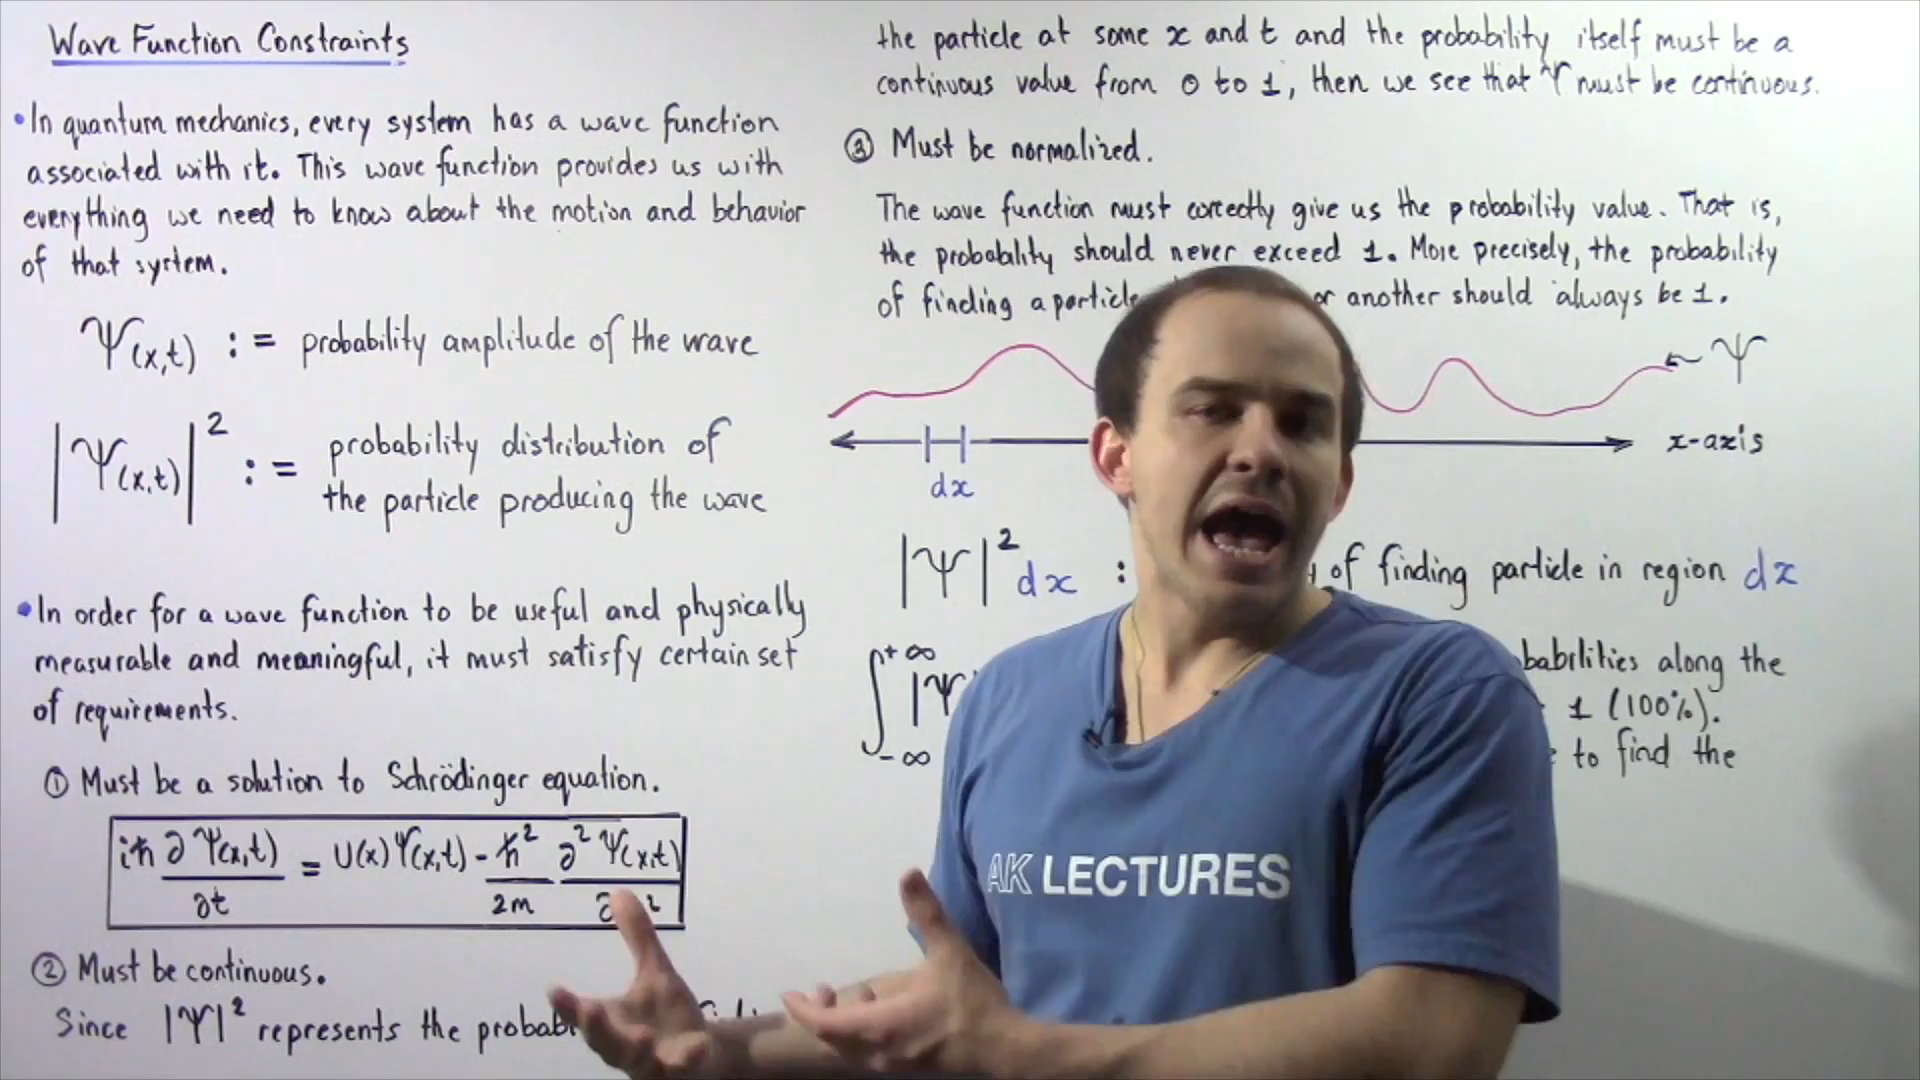 Wave Function Constraints
• In quantum mechanics, every system has a wave function
associated with it. This wave function provides us with
everything we need to know about the motion and behavior
of that system.
Ψ(x,t) := probability amplitude of the wave
|Ψ(x,t)|² := probability distribution of
the particle producing the wave
• In order for a wave function to be useful and physically
measurable and meaningful, it must satisfy certain set
of requirements.
① Must be a solution to Schrödinger equation.
iħ ∂Ψ(x,t)/∂t = U(x)Ψ(x,t) - ħ²/2m ∂²Ψ(x,t)/∂ ²
② Must be continuous.
Since |Ψ|² represents the
the particle at some x and t and the probability itself must be a
continuous value from 0 to 1, then we see that Ψ must be continuous.
③ Must be normalized.
The wave function must correctly give us the probability value. That is,
the probability should never exceed 1. More precisely, the probability
of finding a particle or another should always be 1.
← Ψ
x-axis
dx
|Ψ|² dx : of finding particle in region dx
∫ +∞ -∞ |Ψ
along the
1 (100%).
to find the
AK LECTURES